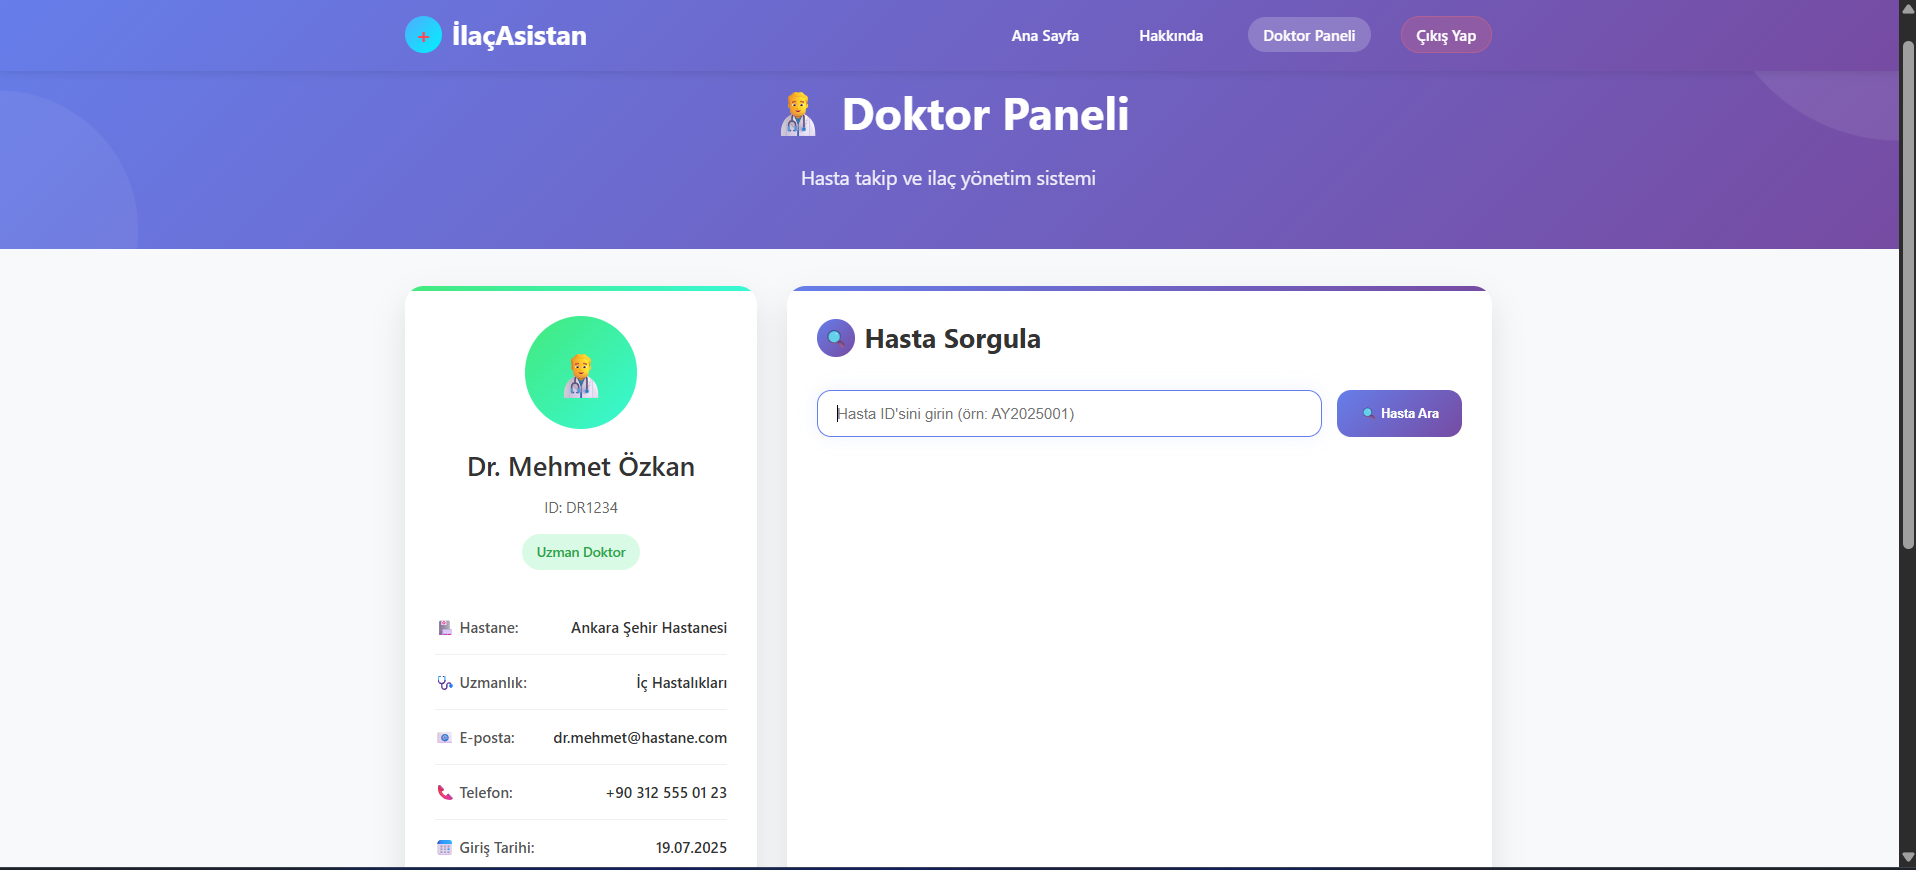 İlaçAsistan
Ana Sayfa
Hakkında
Doktor Paneli
Çıkış Yap
Doktor Paneli
Hasta takip ve ilaç yönetim sistemi
Dr. Mehmet Özkan
ID: DR1234
Uzman Doktor
Hastane: Ankara Şehir Hastanesi
Uzmanlık: İç Hastalıkları
E-posta: dr.mehmet@hastane.com
Telefon: +90 312 555 01 23
Giriş Tarihi: 19.07.2025
Hasta Sorgula
Hasta ID'sini girin (örn: AY2025001)
Hasta Ara